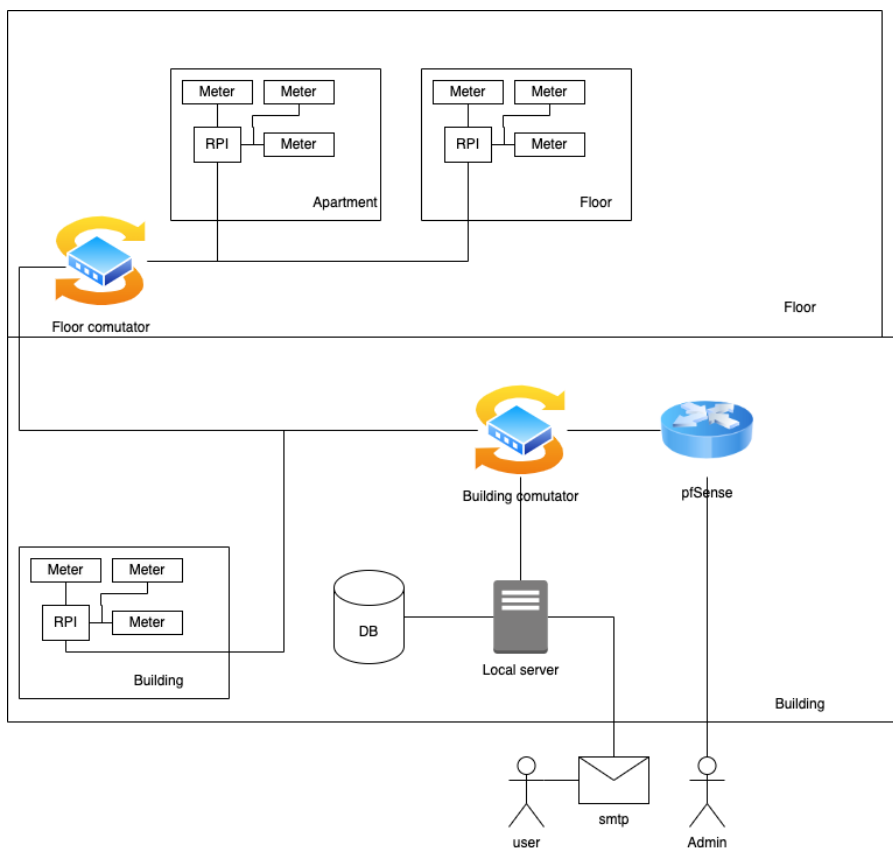 Meter
Meter
RPI
Meter
Apartment
Meter
Meter
RPI
Meter
Floor
Floor comutator
Floor
Building comutator
pfSense
Meter
Meter
RPI
Meter
Building
DB
Local server
Building
user
smtp
Admin